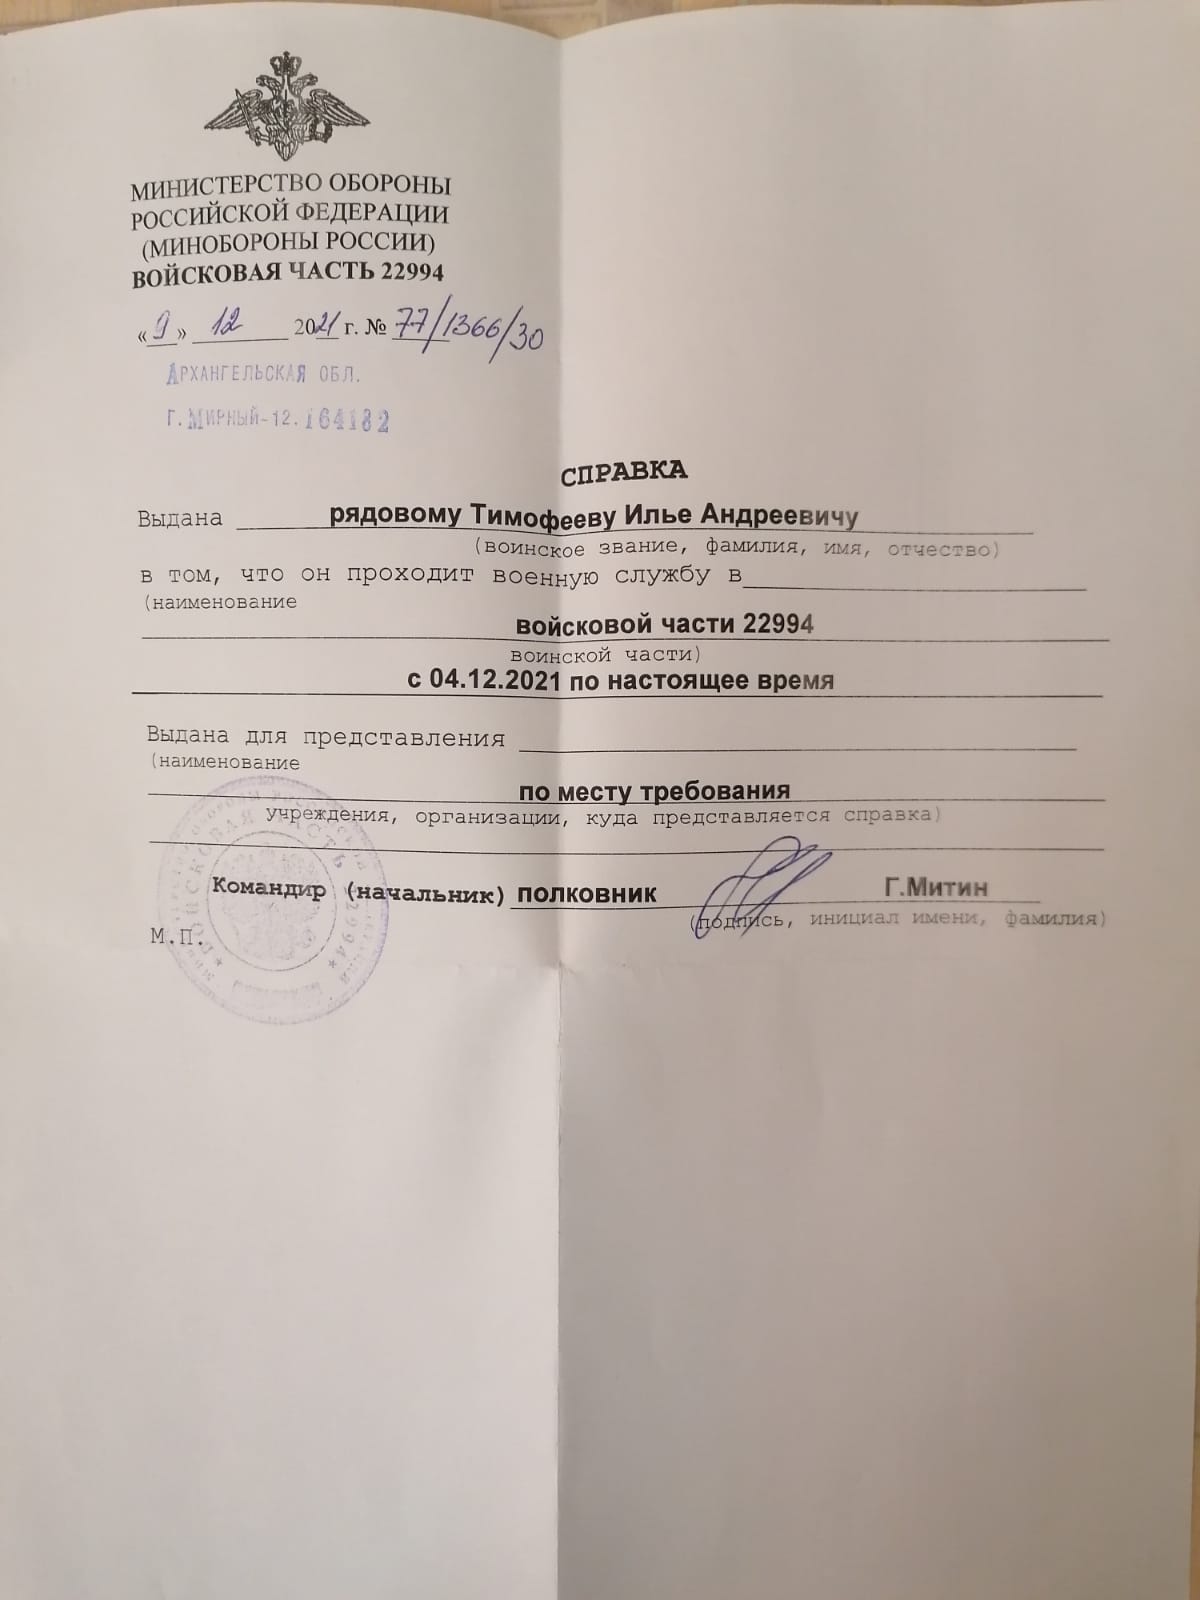 МИНИСТЕРСТВО ОБОРОНЫ
РОССИЙСКОЙ ФЕДЕРАЦИИ
(МИНОБОРОНЫ РОССИИ)
ВОЙСКОВАЯ ЧАСТЬ 22994
«9» 12 2021 г. № 77/1366/30
АРХАНГЕЛЬСКАЯ ОБЛ.
Г. МИРНЫЙ-12. 164182
СПРАВКА
Выдана рядовому Тимофееву Илье Андреевичу
(воинское звание, фамилия, имя, отчество)
в том, что он проходит военную службу в
(наименование
войсковой части 22994
воинской части)
с 04.12.2021 по настоящее время
Выдана для представления
(наименование
по месту требования
учреждения, организации, куда представляется справка)
Командир (начальник) полковник Г.Митин
(подпись, инициал имени, фамилия)
М.П.
ВОЙСКОВАЯ ЧАСТЬ 22994